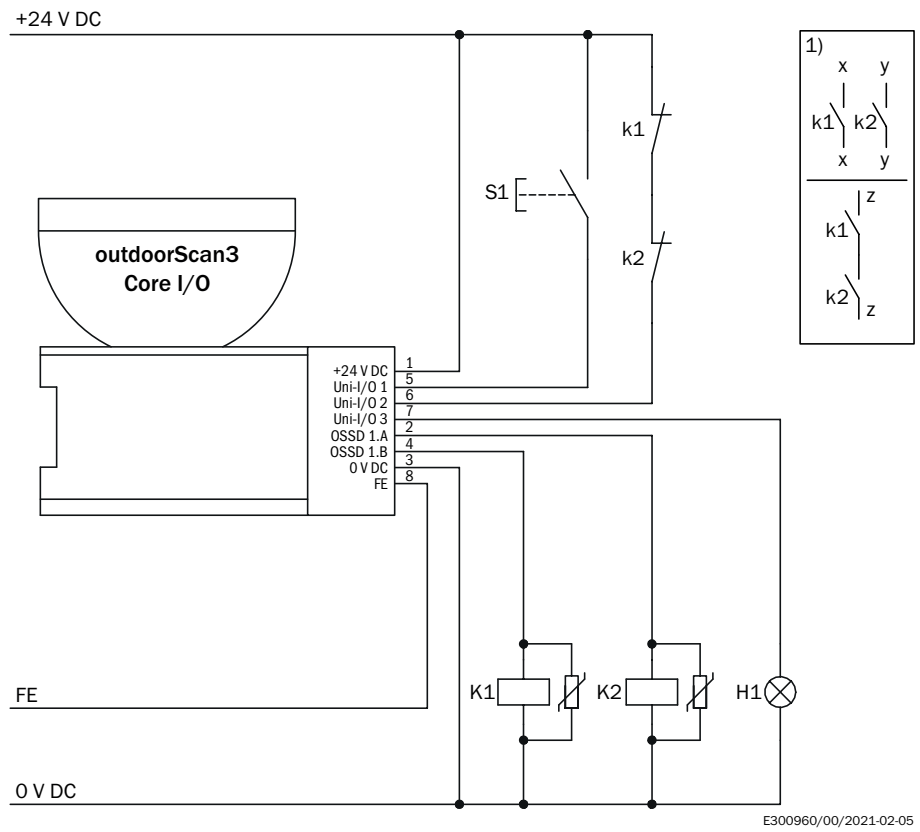 +24 V DC
1)
x y
k1 k2
x y
z
k1
k2
z
k1
S1
k2
outdoorScan3
Core I/O
+24 V DC 1
Uni-I/O 1 5
Uni-I/O 2 6
Uni-I/O 3 7
OSSD 1.A 2
OSSD 1.B 4
0 V DC 3
FE 8
FE
K1
K2
H1
0 V DC
E300960/00/2021-02-05